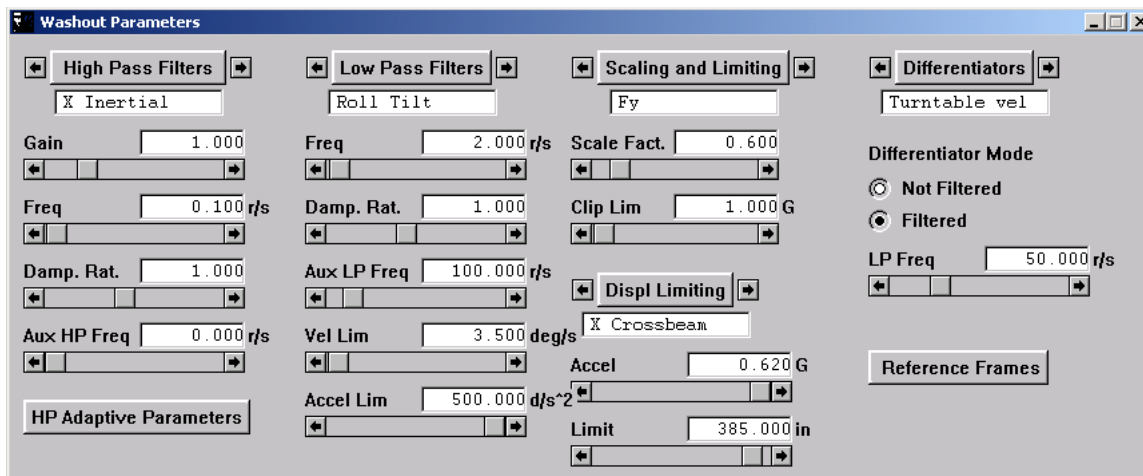 Washout Parameters
High Pass Filters
X Inertial
Gain 1.000
Freq 0.100 r/s
Damp. Rat. 1.000
Aux HP Freq 0.000 r/s
HP Adaptive Parameters
Low Pass Filters
Roll Tilt
Freq 2.000 r/s
Damp. Rat. 1.000
Aux LP Freq 100.000 r/s
Vel Lim 3.500 deg/s
Accel Lim 500.000 d/s^2
Scaling and Limiting
Fy
Scale Fact. 0.600
Clip Lim 1.000 G
Displ Limiting
X Crossbeam
Accel 0.620 G
Limit 385.000 in
Differentiators
Turntable vel
Differentiator Mode
Not Filtered
Filtered
LP Freq 50.000 r/s
Reference Frames